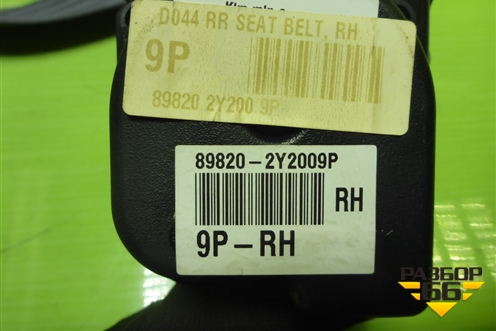 D044 RR SEAT BELT, RH
9P
89820 2Y200 9P
89820-2Y2009P
RH
9P-RH
РАЗБОР
66